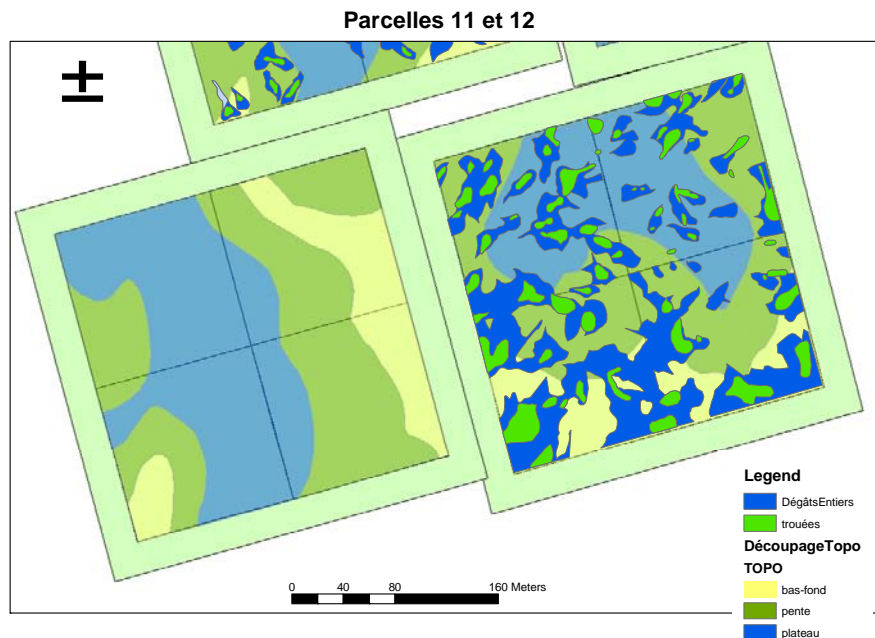 Parcelles 11 et 12
±
Legend
DégâtsEntiers
trouées
DécoupageTopo
TOPO
bas-fond
pente
plateau
0 40 80 160 Meters